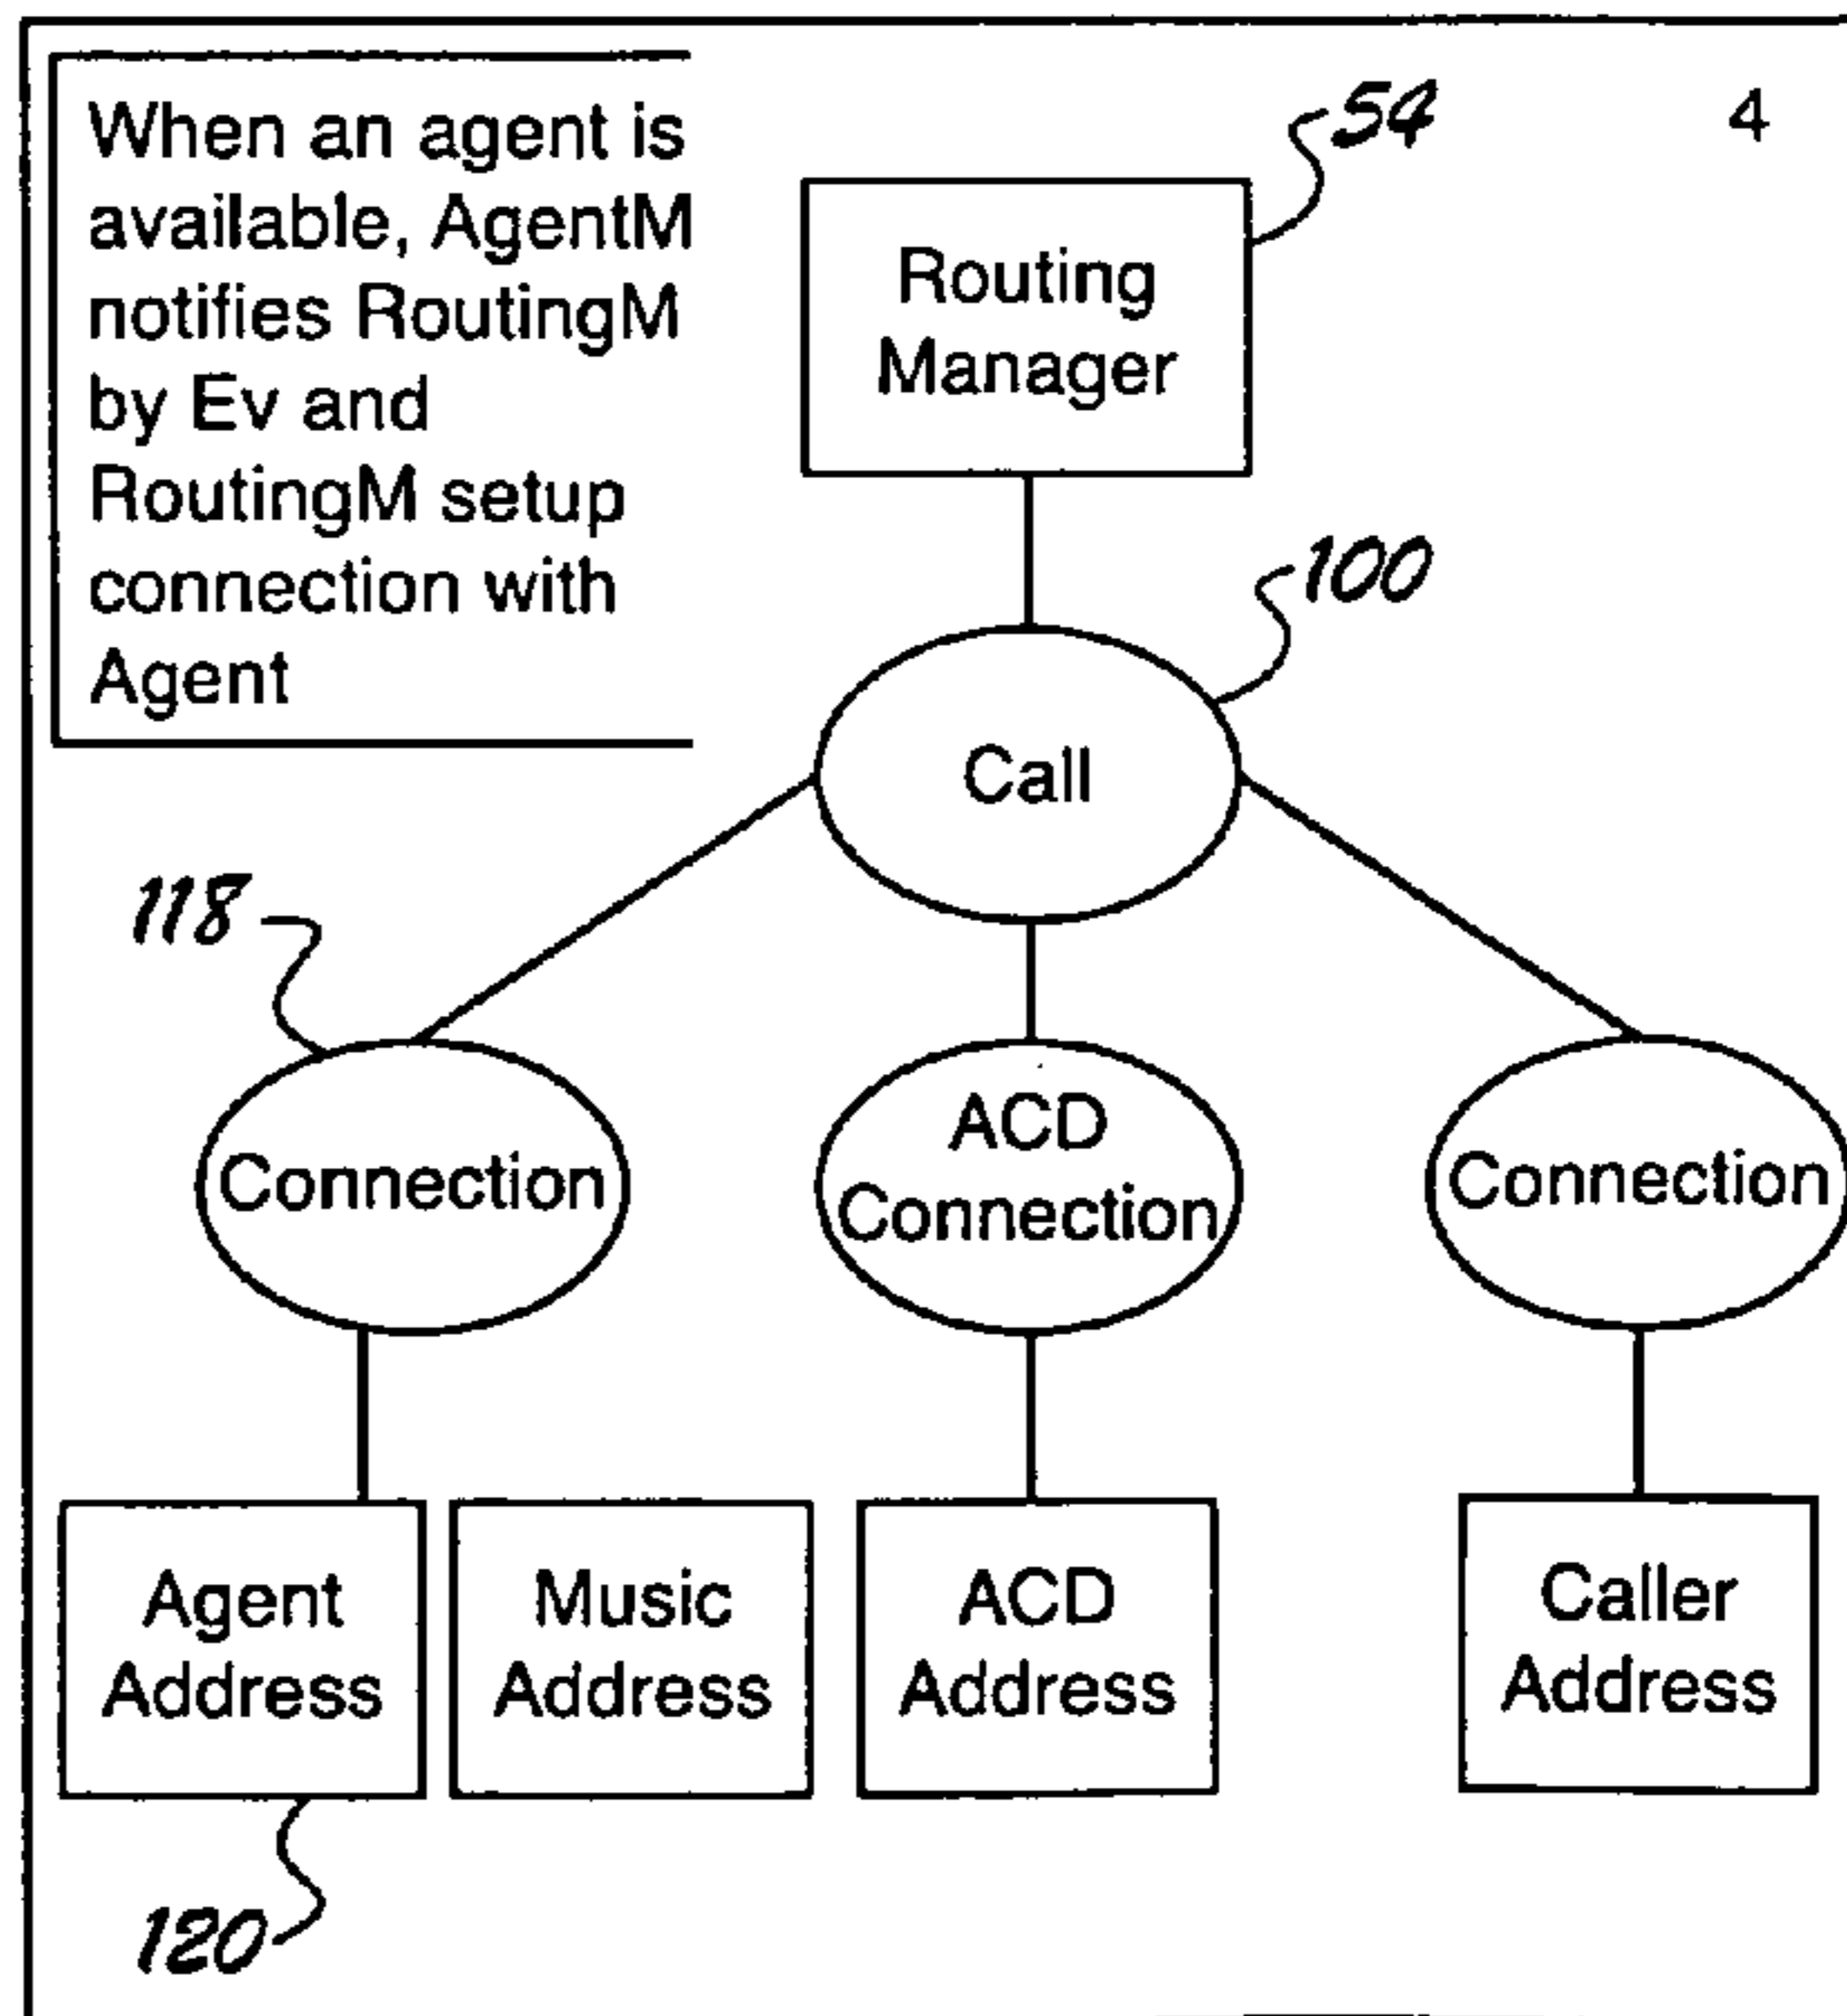 When an agent is
available, AgentM
notifies RoutingM
by Ev and
RoutingM setup
connection with
Agent
54
4
Routing
Manager
100
Call
118
Connection
ACD
Connection
Connection
Agent
Address
Music
Address
ACD
Address
Caller
Address
120